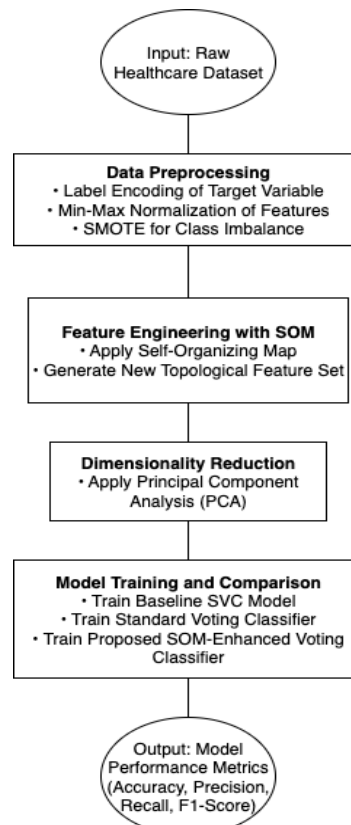 Input: Raw
Healthcare Dataset
Data Preprocessing
• Label Encoding of Target Variable
• Min-Max Normalization of Features
• SMOTE for Class Imbalance
Feature Engineering with SOM
• Apply Self-Organizing Map
• Generate New Topological Feature Set
Dimensionality Reduction
• Apply Principal Component
Analysis (PCA)
Model Training and Comparison
• Train Baseline SVC Model
• Train Standard Voting Classifier
• Train Proposed SOM-Enhanced Voting
Classifier
Output: Model
Performance Metrics
(Accuracy, Precision,
Recall, F1-Score)